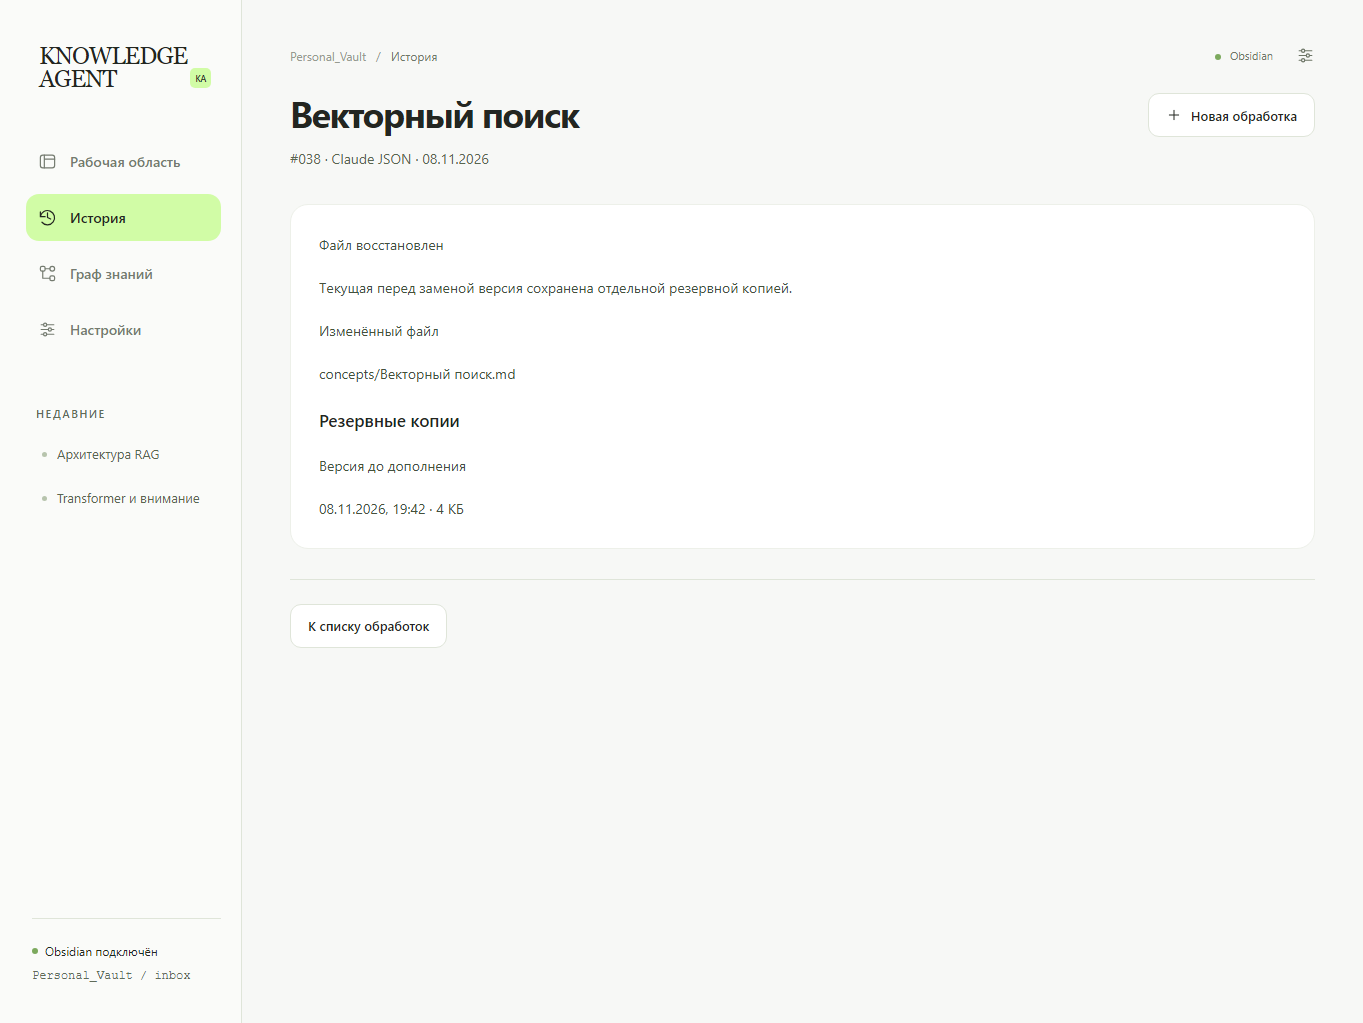 KNOWLEDGE
AGENT
KA
Рабочая область
История
Граф знаний
Настройки
НЕДАВНИЕ
Архитектура RAG
Transformer и внимание
Obsidian подключён
Personal_Vault / inbox
Personal_Vault / История
Obsidian
Векторный поиск
Новая обработка
#038 · Claude JSON · 08.11.2026
Файл восстановлен
Текущая перед заменой версия сохранена отдельной резервной копией.
Изменённый файл
concepts/Векторный поиск.md
Резервные копии
Версия до дополнения
08.11.2026, 19:42 · 4 КБ
К списку обработок